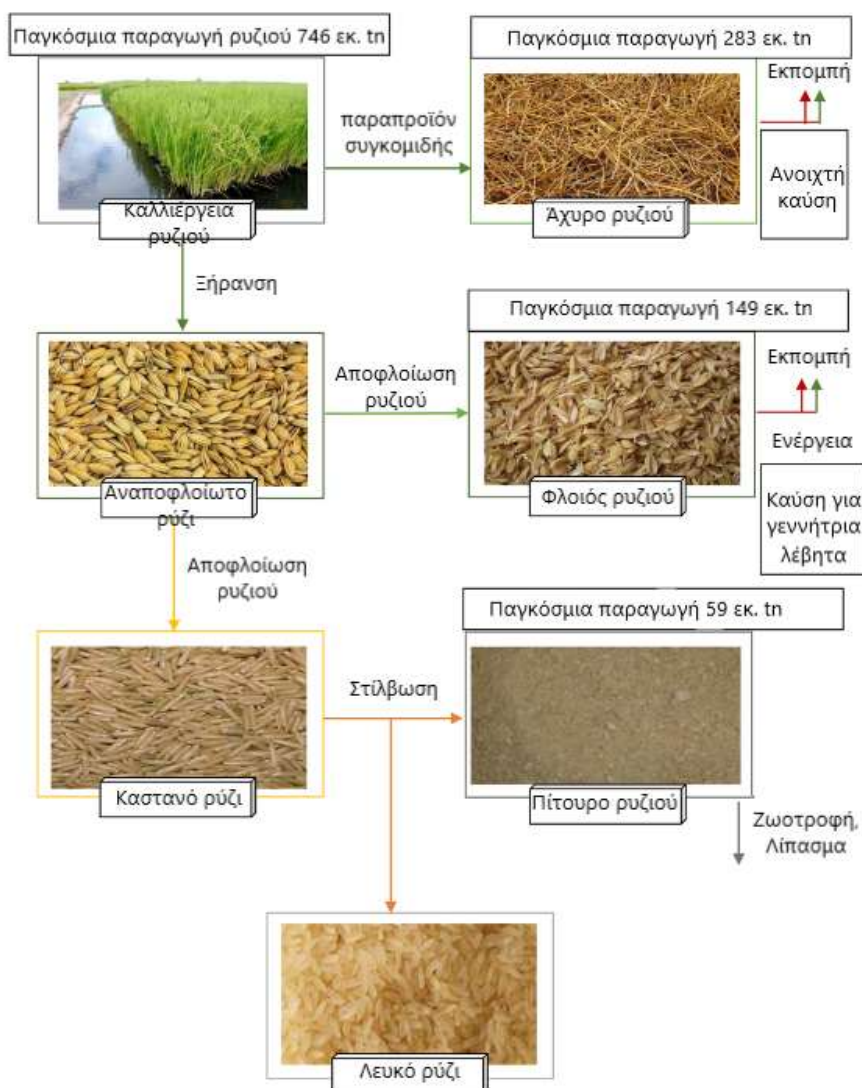 Παγκόσμια παραγωγή ρυζιού 746 εκ. tn
Παγκόσμια παραγωγή 283 εκ. tn
Εκπομπή
παραπροϊόν
συγκομιδής
Ανοιχτή
καύση
Καλλιέργεια
ρυζιού
Άχυρο ρυζιού
Ξήρανση
Παγκόσμια παραγωγή 149 εκ. tn
Εκπομπή
Αποφλοίωση
ρυζιού
Ενέργεια
Αναποφλοίωτο
ρύζι
Φλοιός ρυζιού
Καύση για
γεννήτρια
λέβητα
Αποφλοίωση
ρυζιού
Παγκόσμια παραγωγή 59 εκ. tn
Στίλβωση
Καστανό ρύζι
Πίτουρο ρυζιού
Ζωοτροφή,
Λίπασμα
Λευκό ρύζι